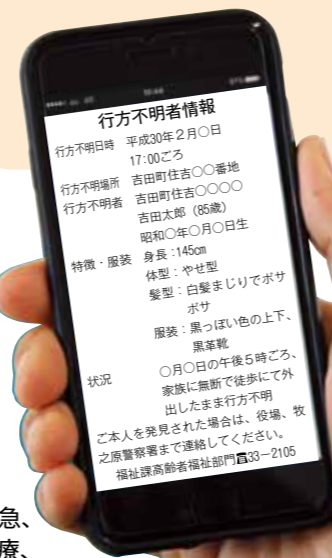 行方不明者情報
行方不明日時 平成30年2月○日
17:00ごろ
行方不明場所 吉田町住吉○○番地
行方不明者 吉田町住吉○○○○
吉田太郎（85歳）
昭和○年○月○日生
特徴・服装 身長：145cm
体型：やせ型
髪型：白髪まじりでボサ
ボサ
服装：黒っぽい色の上下、
黒革靴
状況 ○月○日の午後5時ごろ、
家族に無断で徒歩にて外
出したまま行方不明
ご本人を発見された場合は、役場、牧
之原警察署まで連絡してください。
福祉課高齢者福祉部門☎33－2105
急、
療、